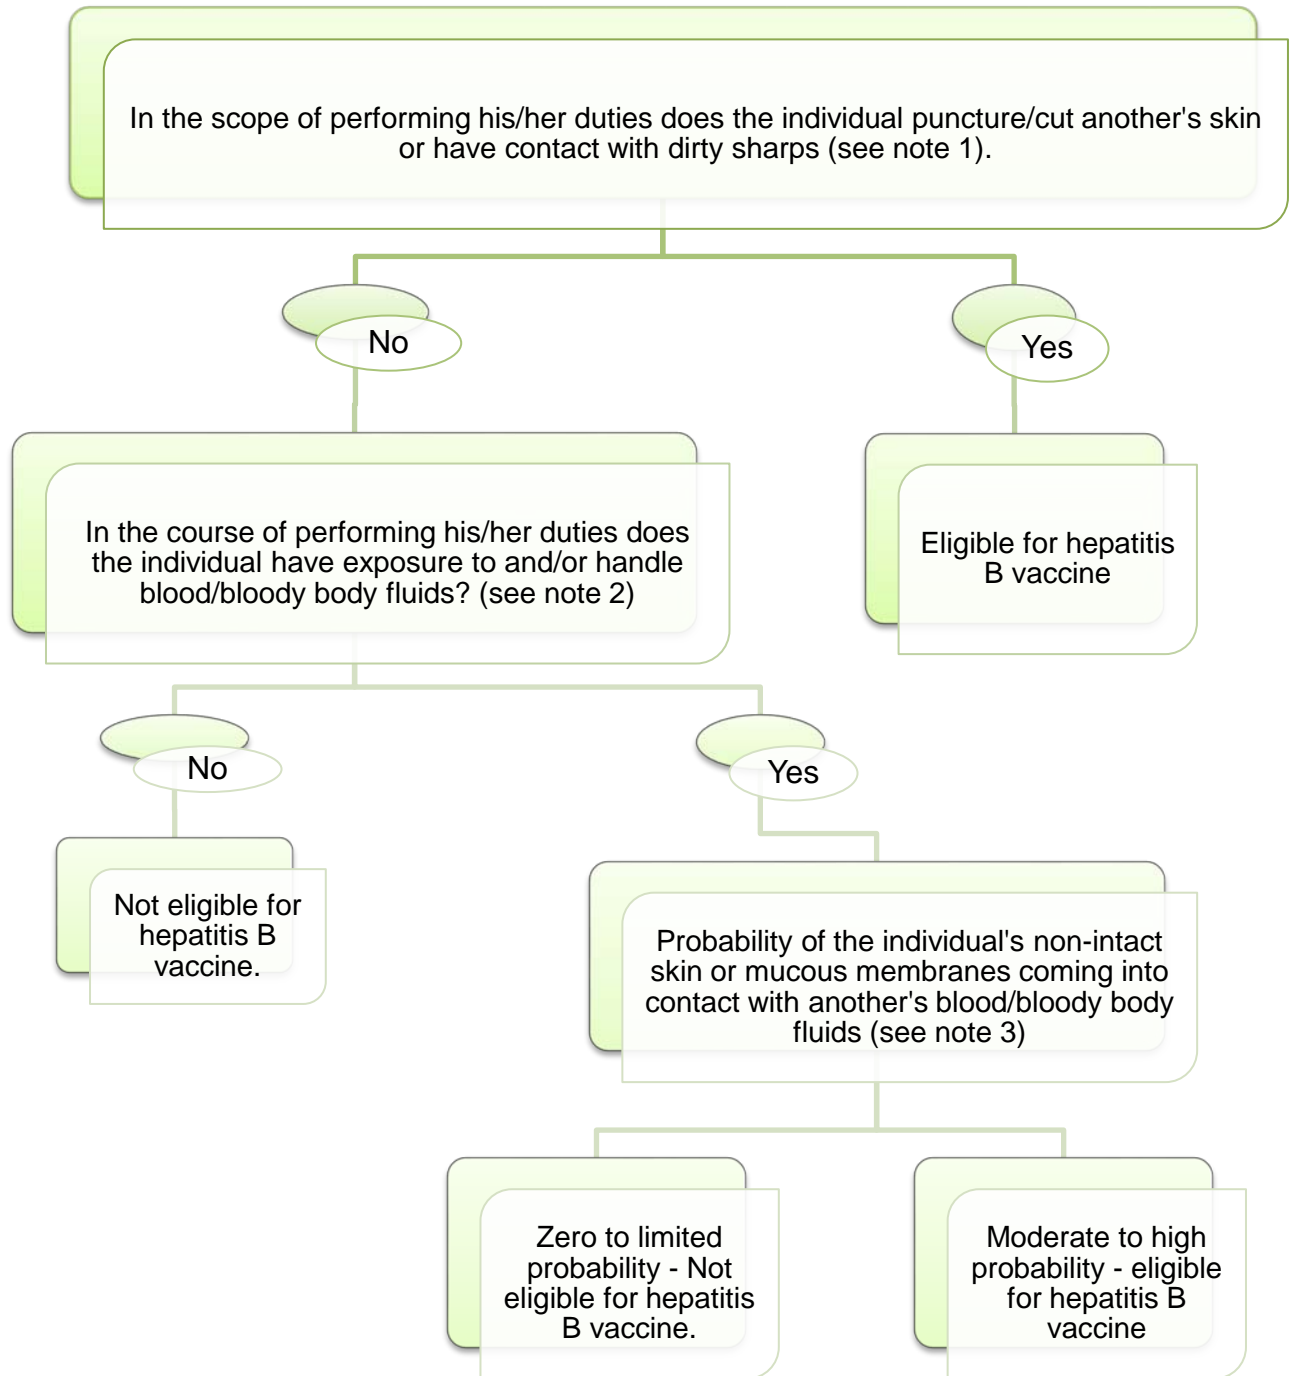 In the scope of performing his/her duties does the individual puncture/cut another's skin
or have contact with dirty sharps (see note 1).
No
Yes
In the course of performing his/her duties does
the individual have exposure to and/or handle
blood/bloody body fluids? (see note 2)
Eligible for hepatitis
B vaccine
No
Yes
Not eligible for
hepatitis B
vaccine.
Probability of the individual's non-intact
skin or mucous membranes coming into
contact with another's blood/bloody body
fluids (see note 3)
Zero to limited
probability - Not
eligible for hepatitis
B vaccine.
Moderate to high
probability - eligible
for hepatitis B
vaccine